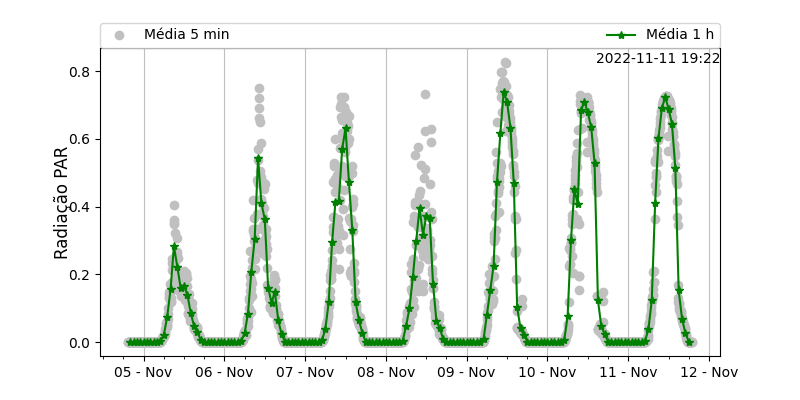 Média 5 min
Média 1 h
2022-11-11 19:22
Radiação PAR
0.8
0.6
0.4
0.2
0.0
05 - Nov
06 - Nov
07 - Nov
08 - Nov
09 - Nov
10 - Nov
11 - Nov
12 - Nov